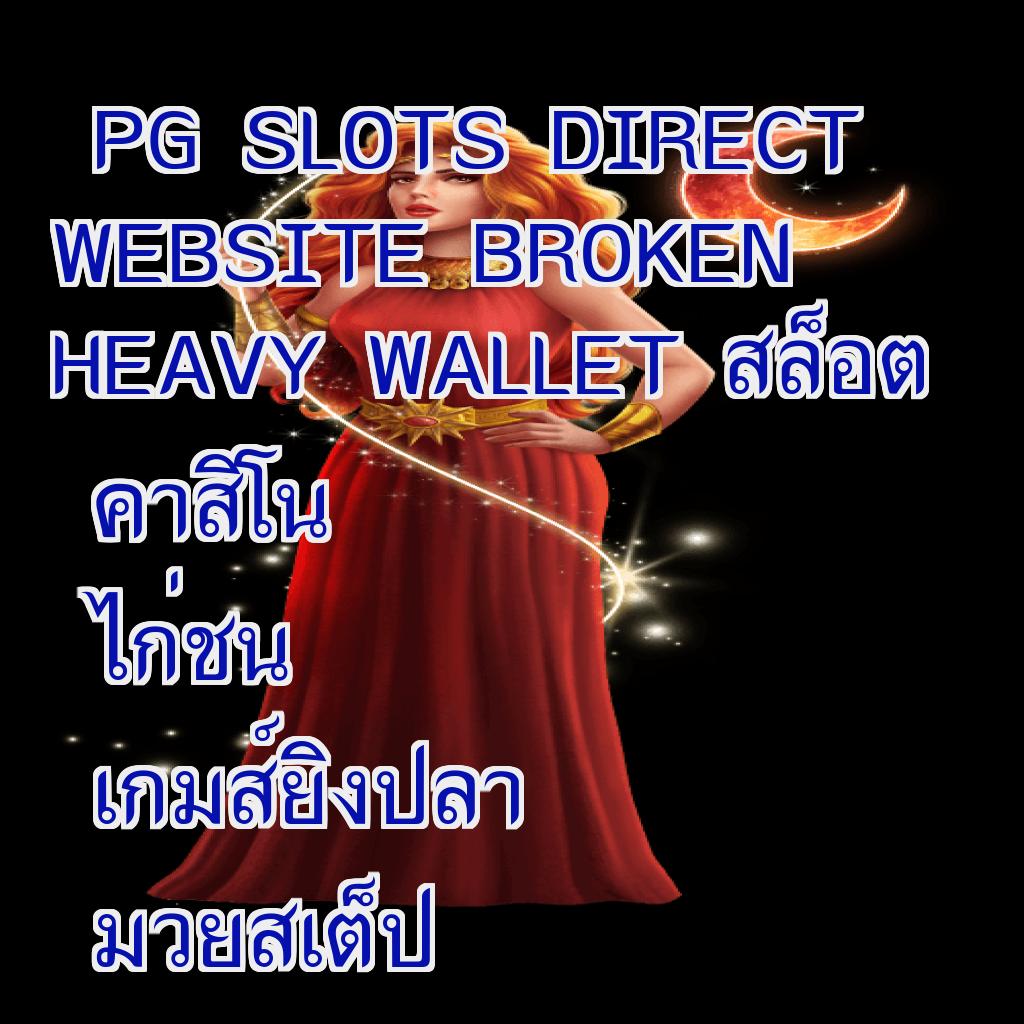 PG SLOTS DIRECT
WEBSITE BROKEN
HEAVY WALLET สล็อต
คาสิโน
ไก่ชน
เกมส์ยิงปลา
มวยสเต็ป